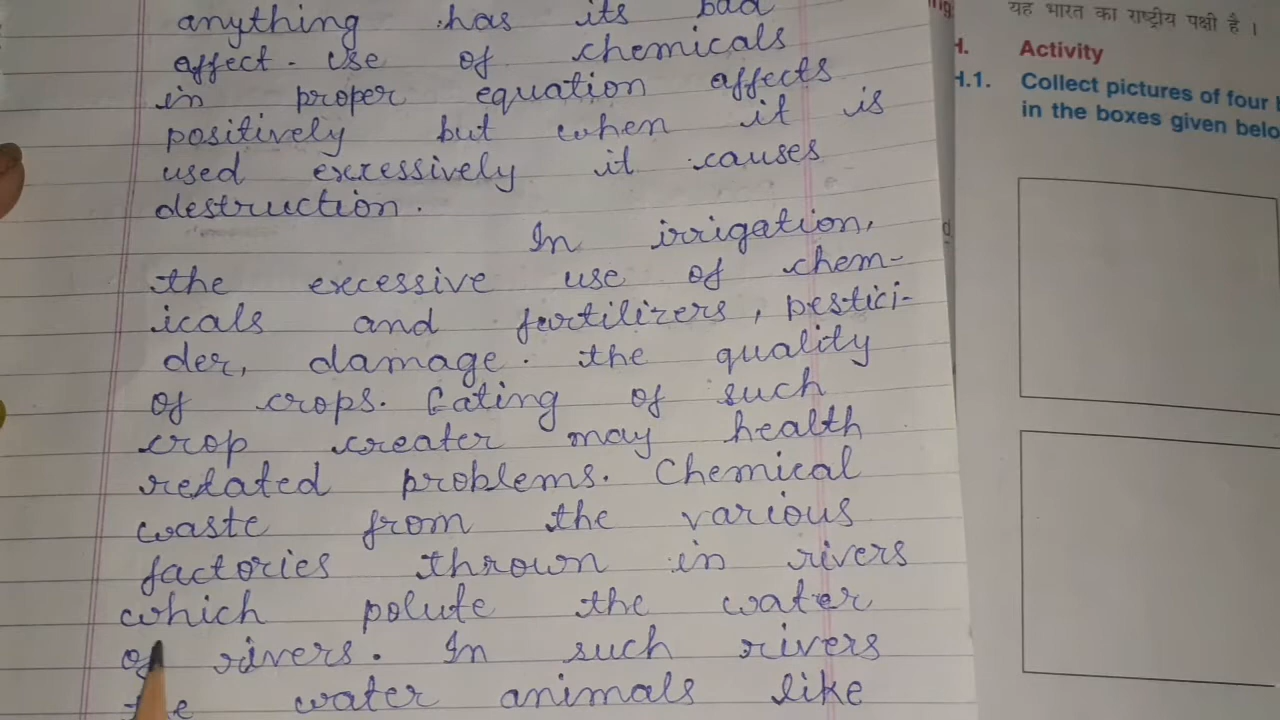 anything has its bad
affect. Use of chemicals
in proper equation affects
positively but when it is
used excessively it causes
destruction.
In irrigation,
the excessive use of chem-
icals and fertilizers, pestici-
der, damage. the quality
of crops. Eating of such
crop creater may health
related problems. Chemical
waste from the various
factories thrown in rivers
which polute the water
of rivers. In such rivers
the water animals like
यह भारत का राष्ट्रीय पक्षी है ।
H. Activity
H.1. Collect pictures of four
in the boxes given belo